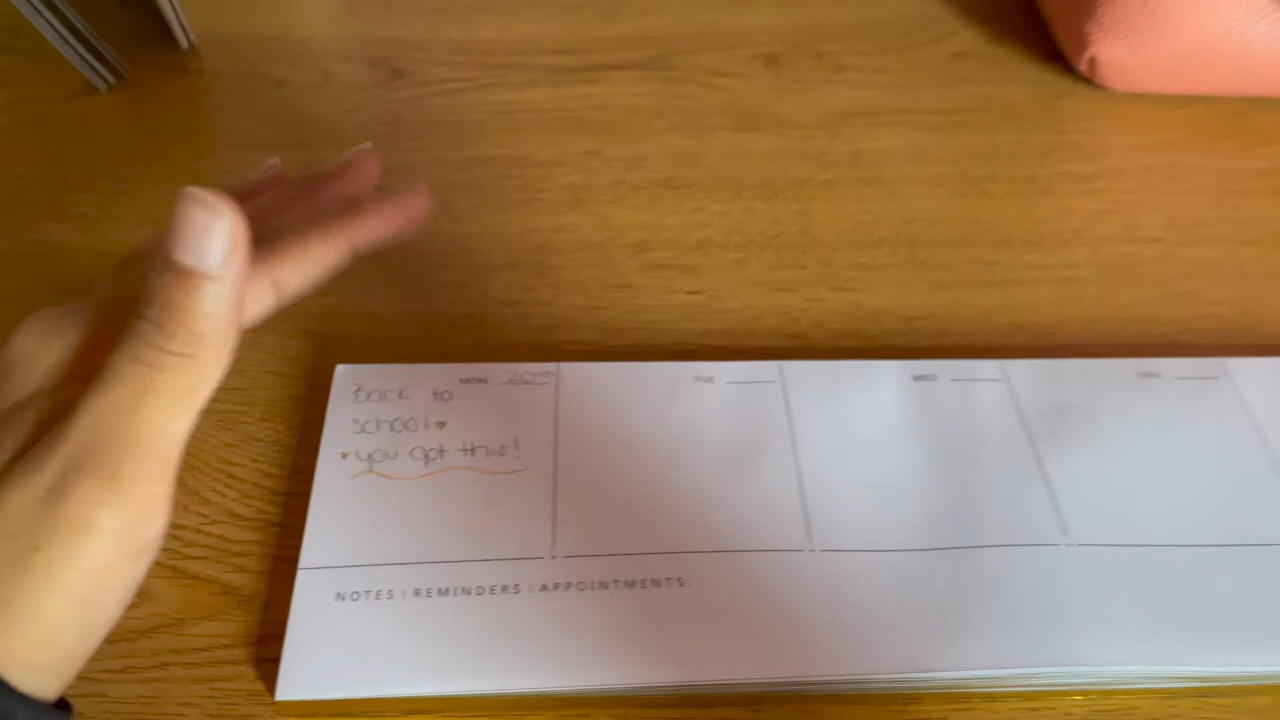 MON 20th
Back to
school
you got this!
TUE
WED
THU
NOTES | REMINDERS | APPOINTMENTS: